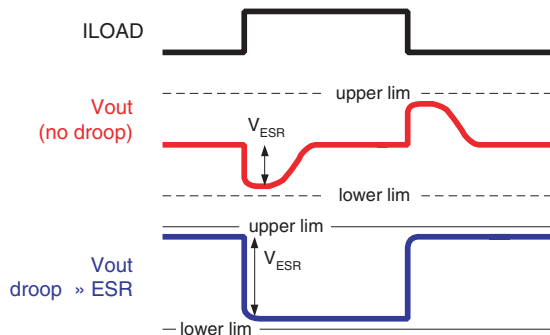 ILOAD
upper lim
Vout
(no droop)
VESR
lower lim
upper lim
Vout
droop » ESR
VESR
lower lim